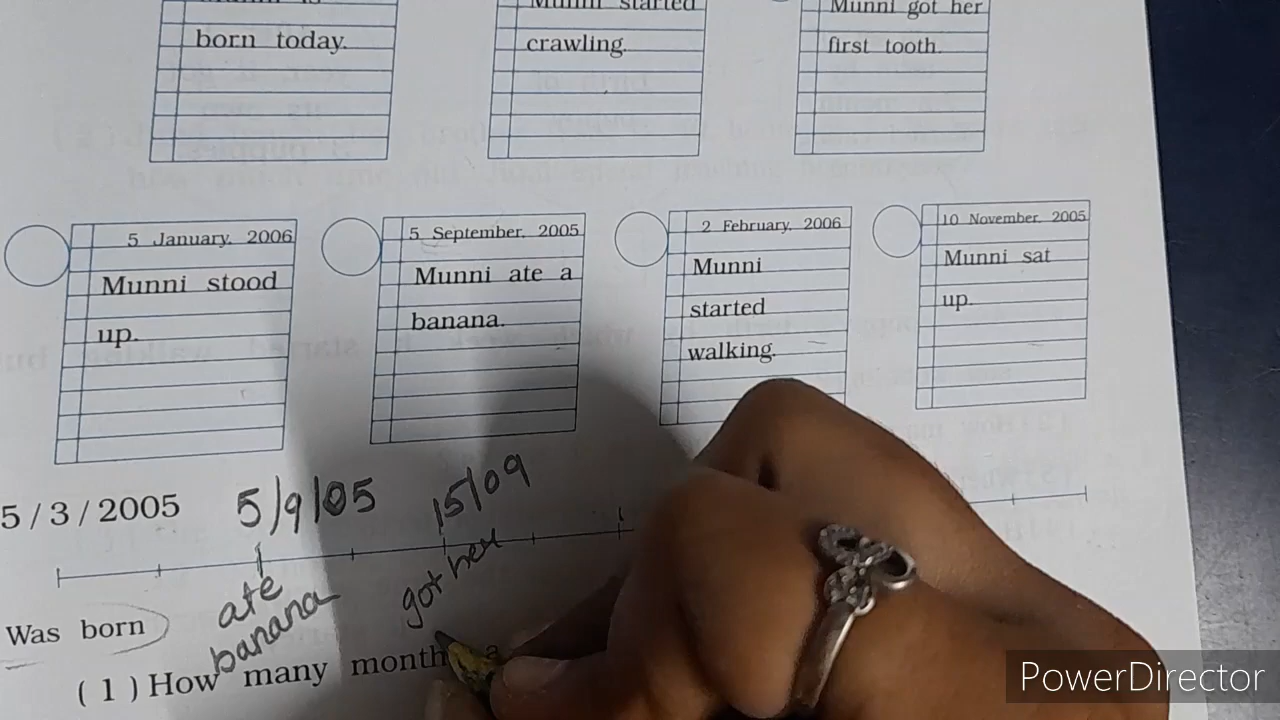 born today.
Munni started
crawling.
Munni got her
first tooth.
5 January. 2006
Munni stood
up.
5 September. 2005
Munni ate a
banana.
2 February. 2006
Munni
started
walking.
10 November. 2005
Munni sat
up.
5 / 3 / 2005
5/9/05
15/09
Was born
ate
banana
got her
( 1 ) How many month
PowerDirector